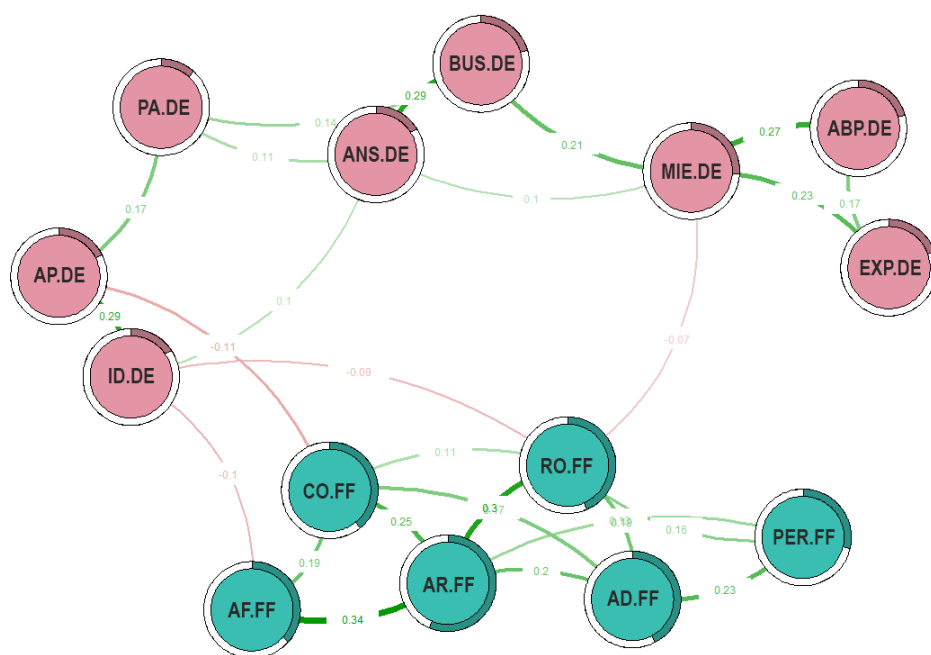 BUS.DE
PA.DE
ABP.DE
ANS.DE
MIE.DE
AP.DE
EXP.DE
ID.DE
RO.FF
CO.FF
PER.FF
AR.FF
AD.FF
AF.FF
0.29
0.14
0.27
0.21
0.11
0.23
0.17
0.1
0.17
0.1
0.29
-0.11
-0.07
-0.09
0.11
-0.1
0.3
0.25
0.16
0.19
0.2
0.23
0.34